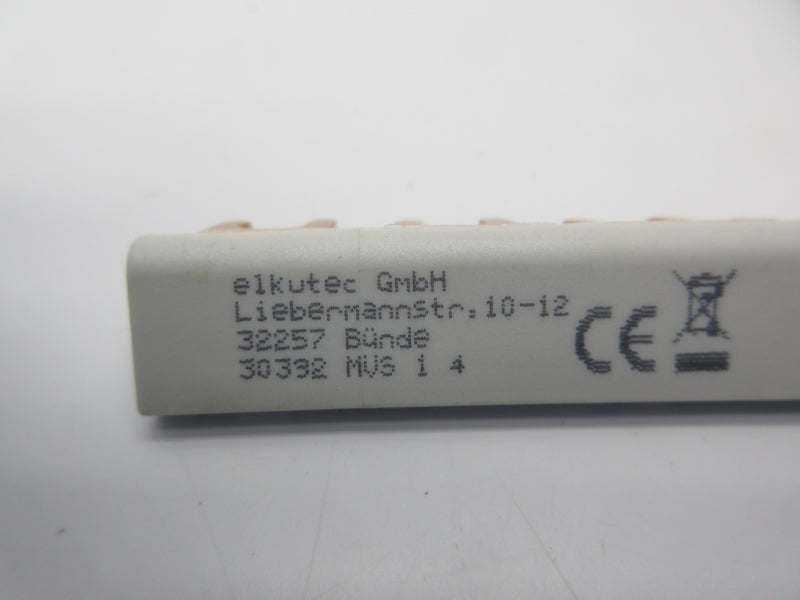 elkutec GmbH
Liebermannstr.10-12
32257 Bünde
30392 MVS 1 4
CE